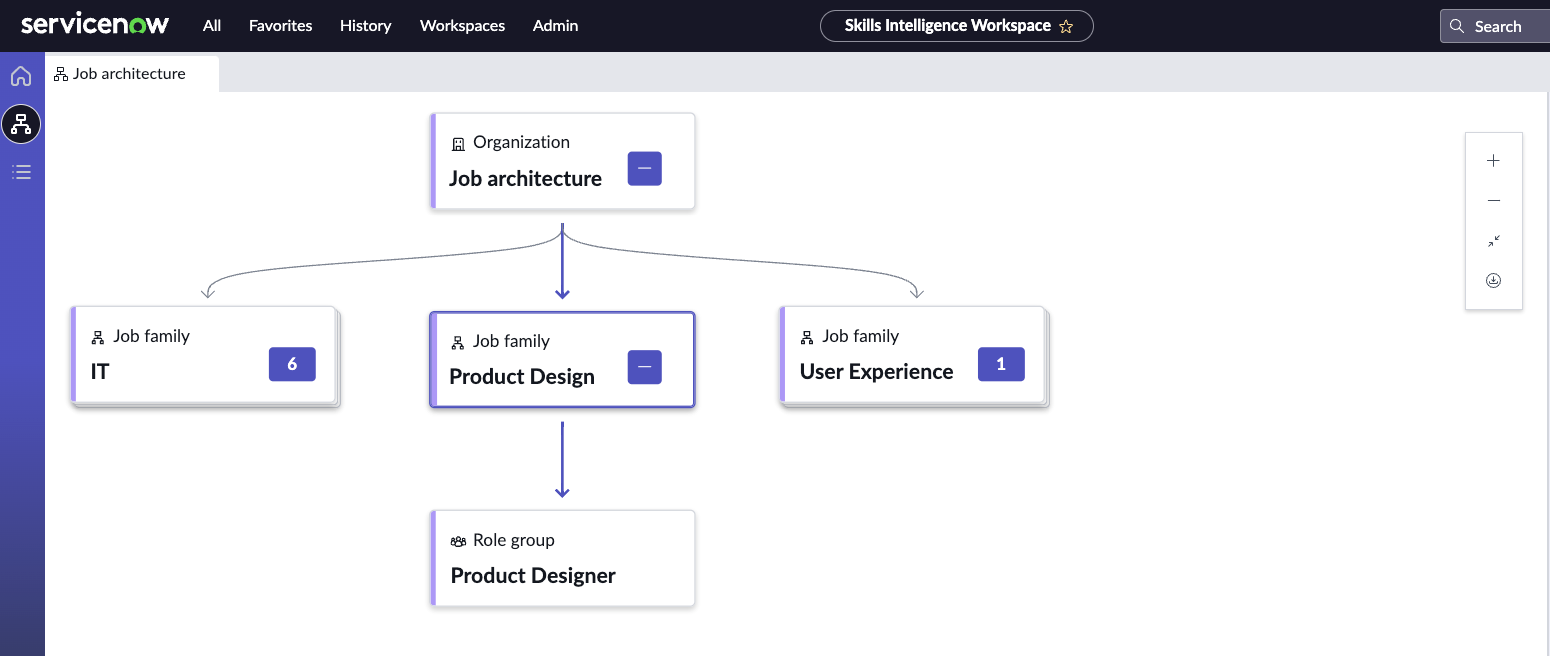 servicenow All Favorites History Workspaces Admin Skills Intelligence Workspace Search
Job architecture
Organization
Job architecture
Job family
IT
6
Job family
Product Design
Job family
User Experience
1
Role group
Product Designer